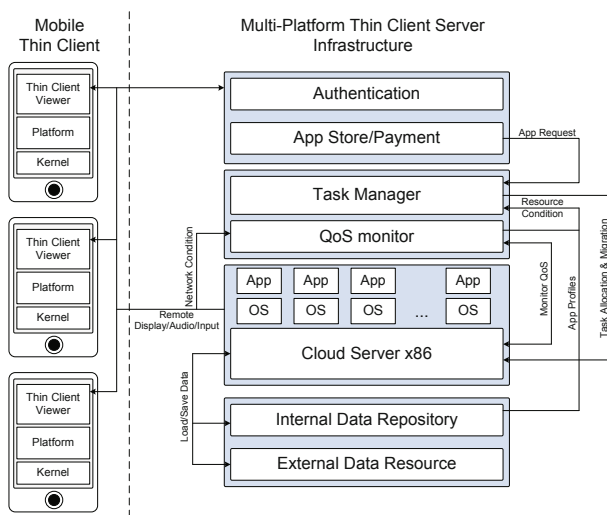 Mobile
Thin Client
Multi-Platform Thin Client Server
Infrastructure
Thin Client
Viewer
Platform
Kernel
Thin Client
Viewer
Platform
Kernel
Thin Client
Viewer
Platform
Kernel
Authentication
App Store/Payment
App Request
Task Manager
Resource
Condition
QoS monitor
Network Condition
Remote
Display/Audio/Input
App
App
App
App
OS
OS
OS
...
OS
Cloud Server x86
Monitor QoS
App Profiles
Task Allocation & Migration
Load/Save Data
Internal Data Repository
External Data Resource